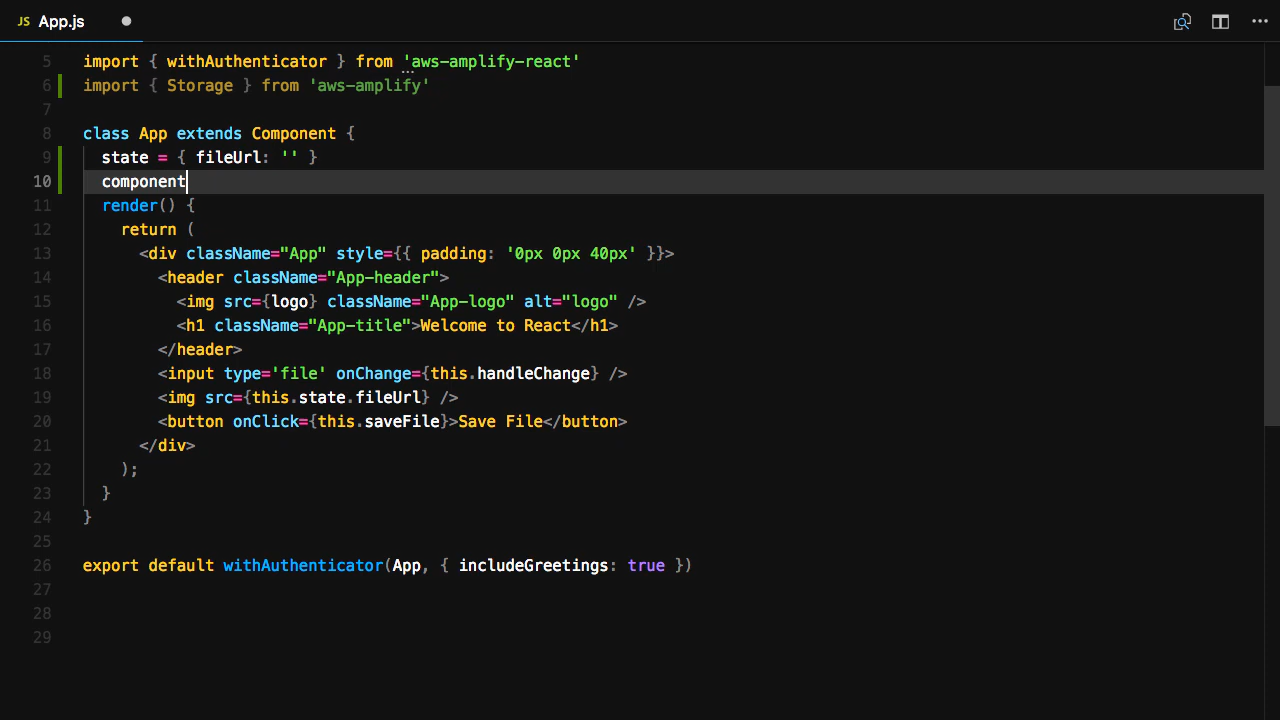 JS App.js
5 import { withAuthenticator } from 'aws-amplify-react'
6 import { Storage } from 'aws-amplify'
7
8 class App extends Component {
9 state = { fileUrl: '' }
10 component
11 render() {
12 return (
13 <div className="App" style={{ padding: '0px 0px 40px' }}>
14 <header className="App-header">
15 <img src={logo} className="App-logo" alt="logo" />
16 <h1 className="App-title">Welcome to React</h1>
17 </header>
18 <input type='file' onChange={this.handleChange} />
19 <img src={this.state.fileUrl} />
20 <button onClick={this.saveFile}>Save File</button>
21 </div>
22 );
23 }
24 }
25
26 export default withAuthenticator(App, { includeGreetings: true })
27
28
29